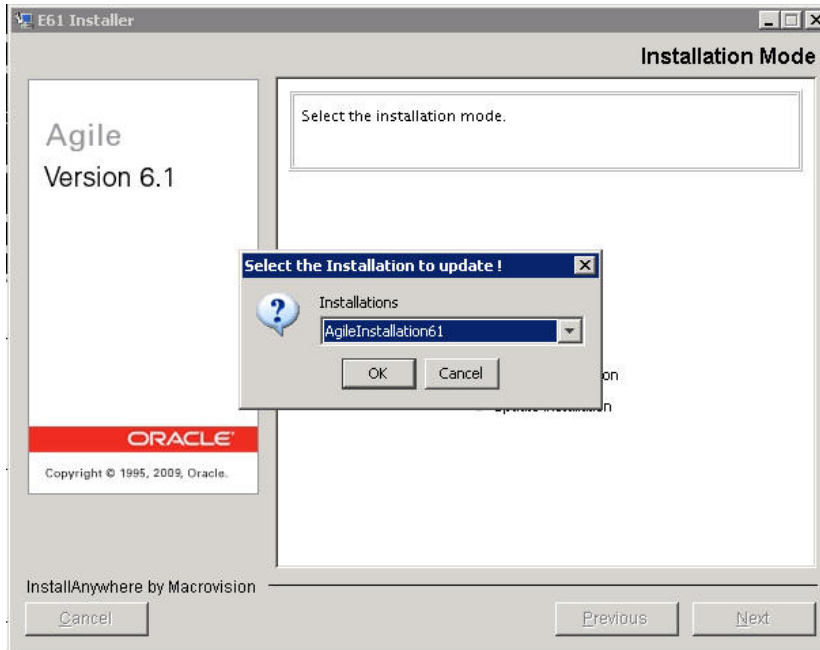 E61 Installer
Installation Mode
Agile
Version 6.1
Select the installation mode.
Select the Installation to update !
Installations
AgileInstallation61
OK
Cancel
ORACLE
Copyright © 1995, 2009, Oracle.
InstallAnywhere by Macrovision
Cancel
Previous
Next